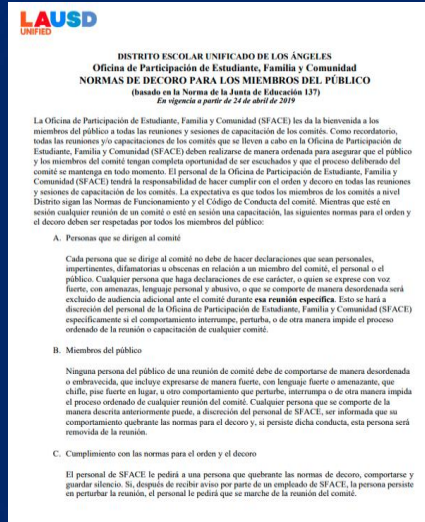 LAUSD
UNIFIED
DISTRITO ESCOLAR UNIFICADO DE LOS ÁNGELES
Oficina de Participación de Estudiante, Familia y Comunidad
NORMAS DE DECORO PARA LOS MIEMBROS DEL PÚBLICO
(basado en la Norma de la Junta de Educación 137)
En vigencia a partir de 24 de abril de 2019
La Oficina de Participación de Estudiante, Familia y Comunidad (SFACE) les da la bienvenida a los
miembros del público a todas las reuniones y sesiones de capacitación de los comités. Como recordatorio,
todas las reuniones y/o capacitaciones de los comités que se lleven a cabo en la Oficina de Participación de
Estudiante, Familia y Comunidad (SFACE) deben realizarse de manera ordenada para asegurar que el público
y los miembros del comité tengan completa oportunidad de ser escuchados y que el proceso deliberado del
comité se mantenga en todo momento. El personal de la Oficina de Participación de Estudiante, Familia y
Comunidad (SFACE) tendrá la responsabilidad de hacer cumplir con el orden y decoro en todas las reuniones
y sesiones de capacitación de los comités. La expectativa es que todos los miembros de los comités a nivel
Distrito sigan las Normas de Funcionamiento y el Código de Conducta del comité. Mientras que esté en
sesión cualquier reunión de un comité o esté en sesión una capacitación, las siguientes normas para el orden y
el decoro deben ser respetadas por todos los miembros del público:
A. Personas que se dirigen al comité
Cada persona que se dirige al comité no debe de hacer declaraciones que sean personales,
impertinentes, difamatorias u obscenas en relación a un miembro del comité, el personal o el
público. Cualquier persona que haga declaraciones de ese carácter, o quien se exprese con voz
fuerte, con amenazas, lenguaje personal y abusivo, o que se comporte de manera desordenada será
excluido de audiencia adicional ante el comité durante esa reunión específica. Esto se hará a
discreción del personal de la Oficina de Participación de Estudiante, Familia y Comunidad (SFACE)
específicamente si el comportamiento interrumpe, perturba, o de otra manera impide el proceso
ordenado de la reunión o capacitación de cualquier comité.
B. Miembros del público
Ninguna persona del público de una reunión de comité debe de comportarse de manera desordenada
o embravecida, que incluye expresarse de manera fuerte, con lenguaje fuerte o amenazante, que
chifle, pise fuerte en lugar, u otro comportamiento que perturbe, interrumpa o de otra manera impida
el proceso ordenado de cualquier reunión del comité. Cualquier persona que se comporte de la
manera descrita anteriormente puede, a discreción del personal de SFACE, ser informada que su
comportamiento quebrante las normas para el decoro y, si persiste dicha conducta, esta persona será
removida de la reunión.
C. Cumplimiento con las normas para el orden y el decoro
El personal de SFACE le pedirá a una persona que quebrante las normas de decoro, comportarse y
guardar silencio. Si, después de recibir aviso por parte de un empleado de SFACE, la persona persiste
en perturbar la reunión, el personal le pedirá que se marche de la reunión del comité.